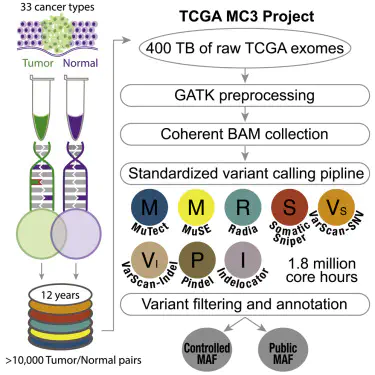 33 cancer types
Tumor Normal
12 years
>10,000 Tumor/Normal pairs
TCGA MC3 Project
400 TB of raw TCGA exomes
GATK preprocessing
Coherent BAM collection
Standardized variant calling pipline
M M R S Vs
MuTect MuSE Radia Somatic Sniper VarScan-SNV
VI P I
VarScan-Indel Pindel Indelocator
1.8 million
core hours
Variant filtering and annotation
Controlled
MAF
Public
MAF